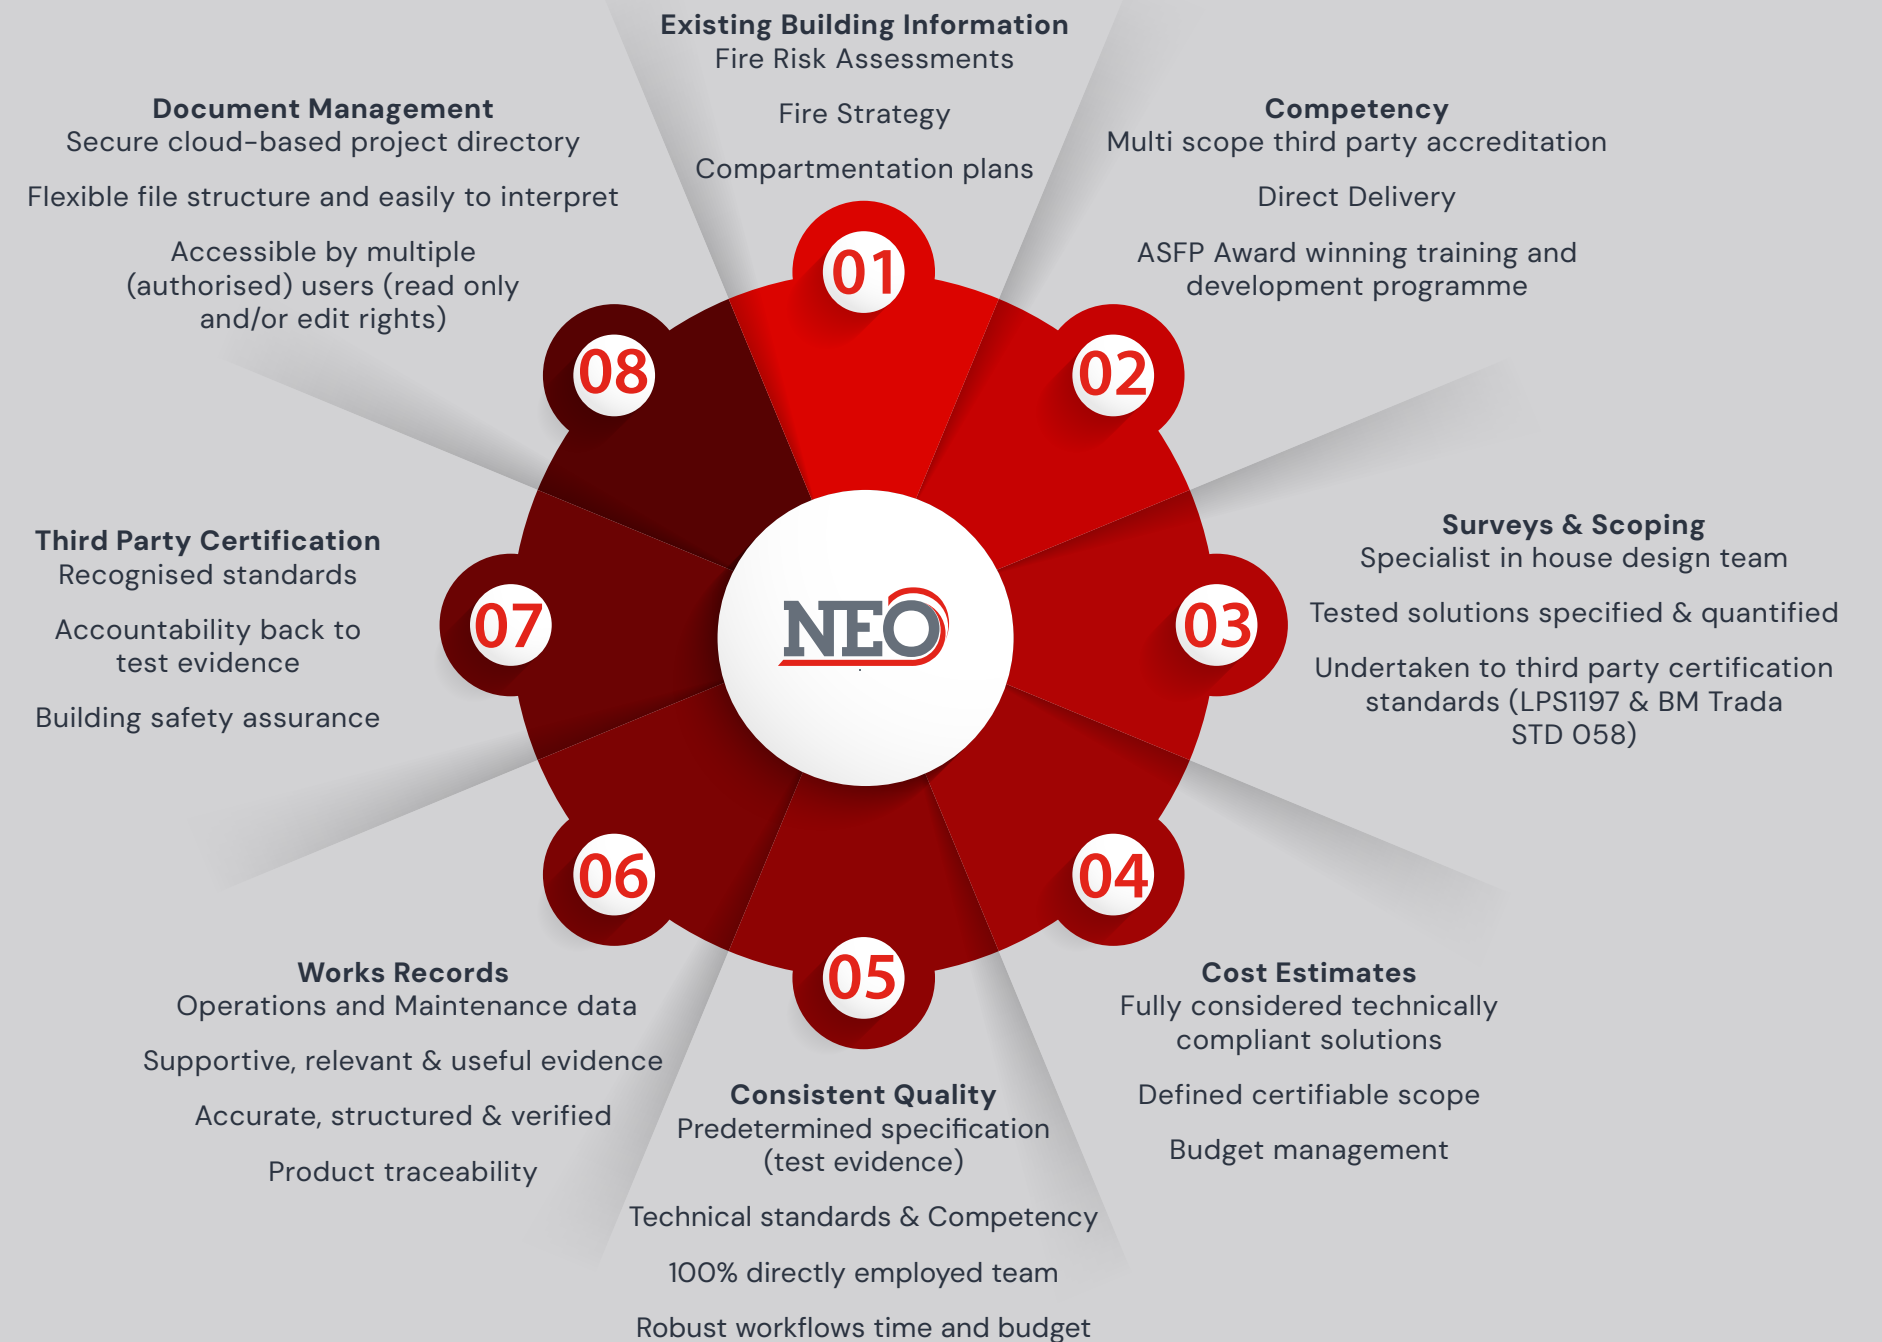 Existing Building Information
Fire Risk Assessments
Fire Strategy
Compartmentation plans
01
Competency
Multi scope third party accreditation
Direct Delivery
ASFP Award winning training and
development programme
02
Surveys & Scoping
Specialist in house design team
Tested solutions specified & quantified
Undertaken to third party certification
standards (LPS1197 & BM Trada
STD 058)
03
Cost Estimates
Fully considered technically
compliant solutions
Defined certifiable scope
Budget management
04
Consistent Quality
Predetermined specification
(test evidence)
Technical standards & Competency
100% directly employed team
Robust workflows time and budget
05
Works Records
Operations and Maintenance data
Supportive, relevant & useful evidence
Accurate, structured & verified
Product traceability
06
Third Party Certification
Recognised standards
Accountability back to
test evidence
Building safety assurance
07
Document Management
Secure cloud-based project directory
Flexible file structure and easily to interpret
Accessible by multiple
(authorised) users (read only
and/or edit rights)
08
NEO